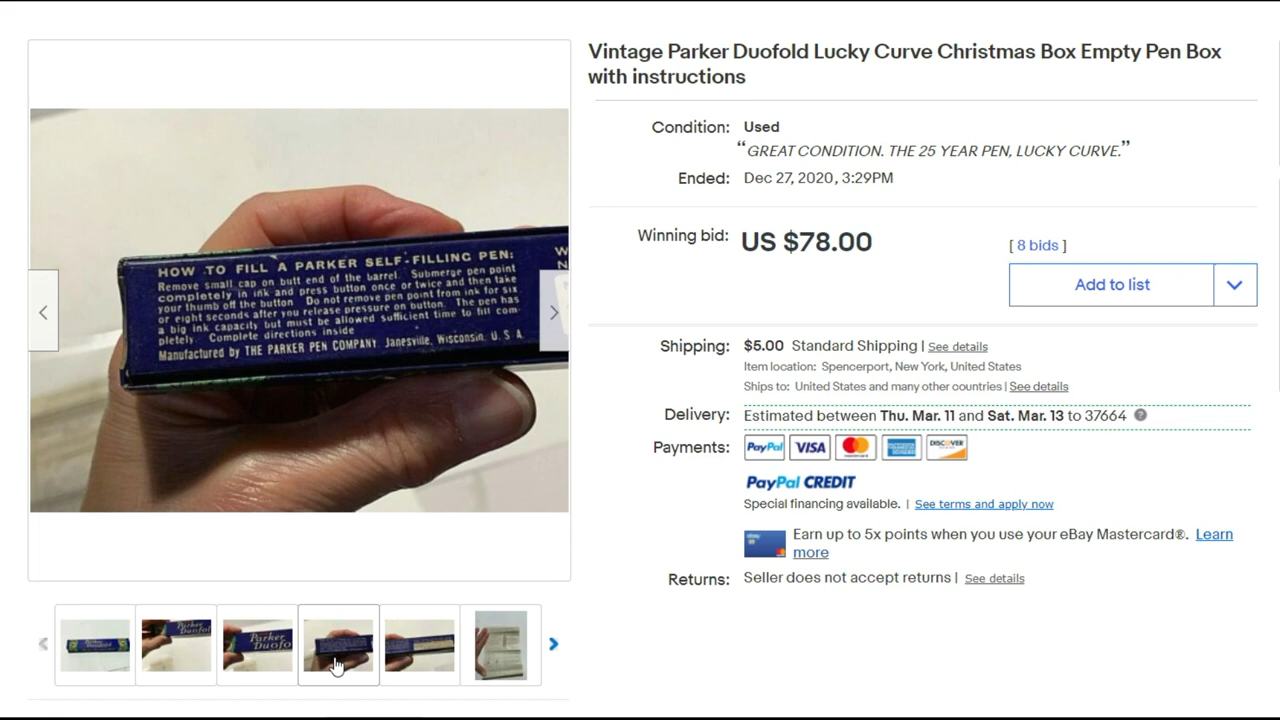 Vintage Parker Duofold Lucky Curve Christmas Box Empty Pen Box
with instructions
Condition: Used
“GREAT CONDITION. THE 25 YEAR PEN, LUCKY CURVE.”
Ended: Dec 27, 2020, 3:29PM
Winning bid: US $78.00 [ 8 bids ]
Add to list
Shipping: $5.00 Standard Shipping | See details
Item location: Spencerport, New York, United States
Ships to: United States and many other countries | See details
Delivery: Estimated between Thu. Mar. 11 and Sat. Mar. 13 to 37664 ?
Payments: PayPal VISA MasterCard AMERICAN EXPRESS DISCOVER
PayPal CREDIT
Special financing available. | See terms and apply now
Earn up to 5x points when you use your eBay Mastercard®. Learn
more
Returns: Seller does not accept returns | See details
HOW TO FILL A PARKER SELF-FILLING PEN:
Remove small cap on butt end of the barrel. Submerge pen point
completely in ink and press button once or twice and then take
your thumb off the button Do not remove pen point from ink for six
or eight seconds after you release pressure on button. The pen has
a big ink capacity but must be allowed sufficient time to fill com-
pletely. Complete directions inside
Manufactured by THE PARKER PEN COMPANY, Janesville, Wisconsin, U. S. A.
Parker
Duofo